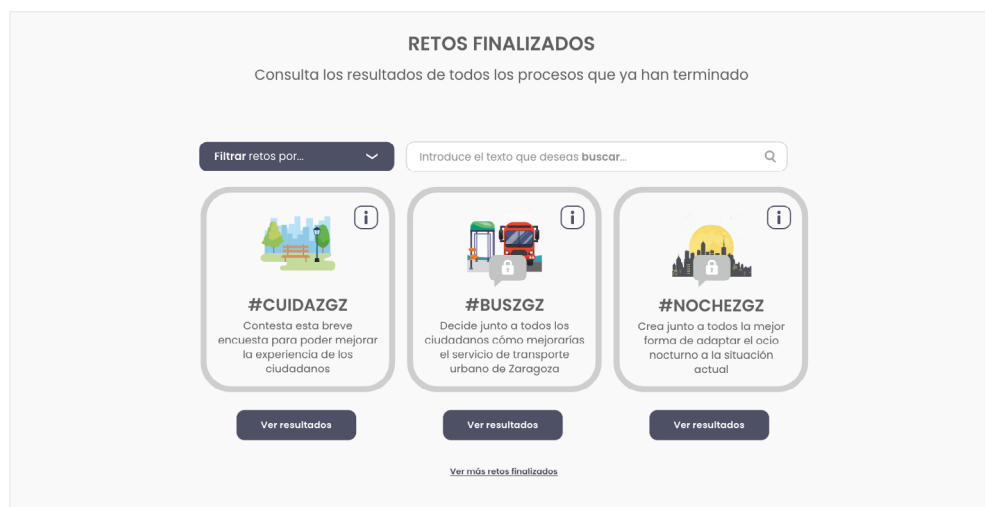 RETOS FINALIZADOS
Consulta los resultados de todos los procesos que ya han terminado
Filtrar retos por...
Introduce el texto que deseas buscar...
#CUIDAZGZ
Contesta esta breve
encuesta para poder mejorar
la experiencia de los
ciudadanos
#BUSZGZ
Decide junto a todos los
ciudadanos cómo mejorarías
el servicio de transporte
urbano de Zaragoza
#NOCHEZGZ
Crea junto a todos la mejor
forma de adaptar el ocio
nocturno a la situación
actual
Ver resultados
Ver resultados
Ver resultados
Ver más retos finalizados